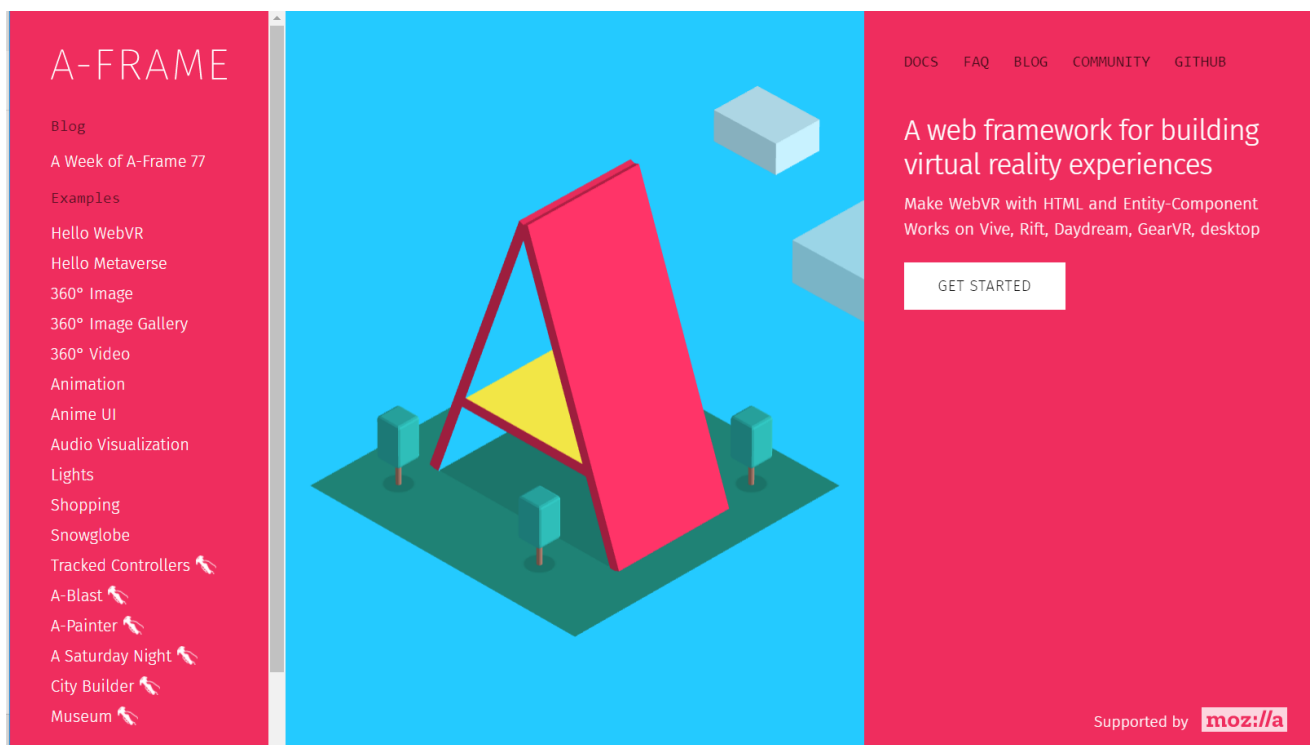 A-FRAME
Blog
A Week of A-Frame 77
Examples
Hello WebVR
Hello Metaverse
360° Image
360° Image Gallery
360° Video
Animation
Anime UI
Audio Visualization
Lights
Shopping
Snowglobe
Tracked Controllers
A-Blast
A-Painter
A Saturday Night
City Builder
Museum
DOCS FAQ BLOG COMMUNITY GITHUB
A web framework for building
virtual reality experiences
Make WebVR with HTML and Entity-Component
Works on Vive, Rift, Daydream, GearVR, desktop
GET STARTED
Supported by moz://a